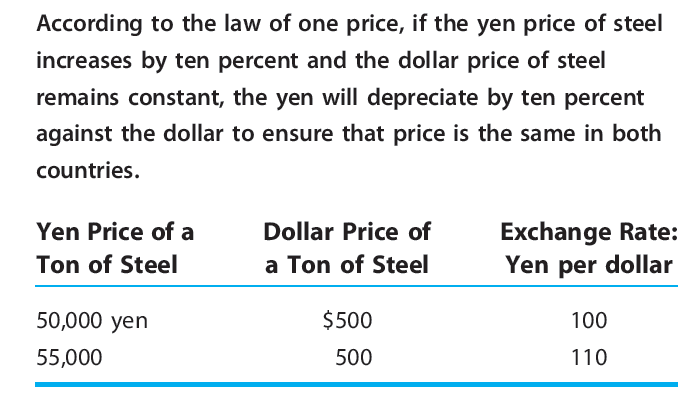 According to the law of one price, if the yen price of steel
increases by ten percent and the dollar price of steel
remains constant, the yen will depreciate by ten percent
against the dollar to ensure that price is the same in both
countries.
Yen Price of a Dollar Price of Exchange Rate:
Ton of Steel a Ton of Steel Yen per dollar
50,000 yen $500 100
55,000 500 110